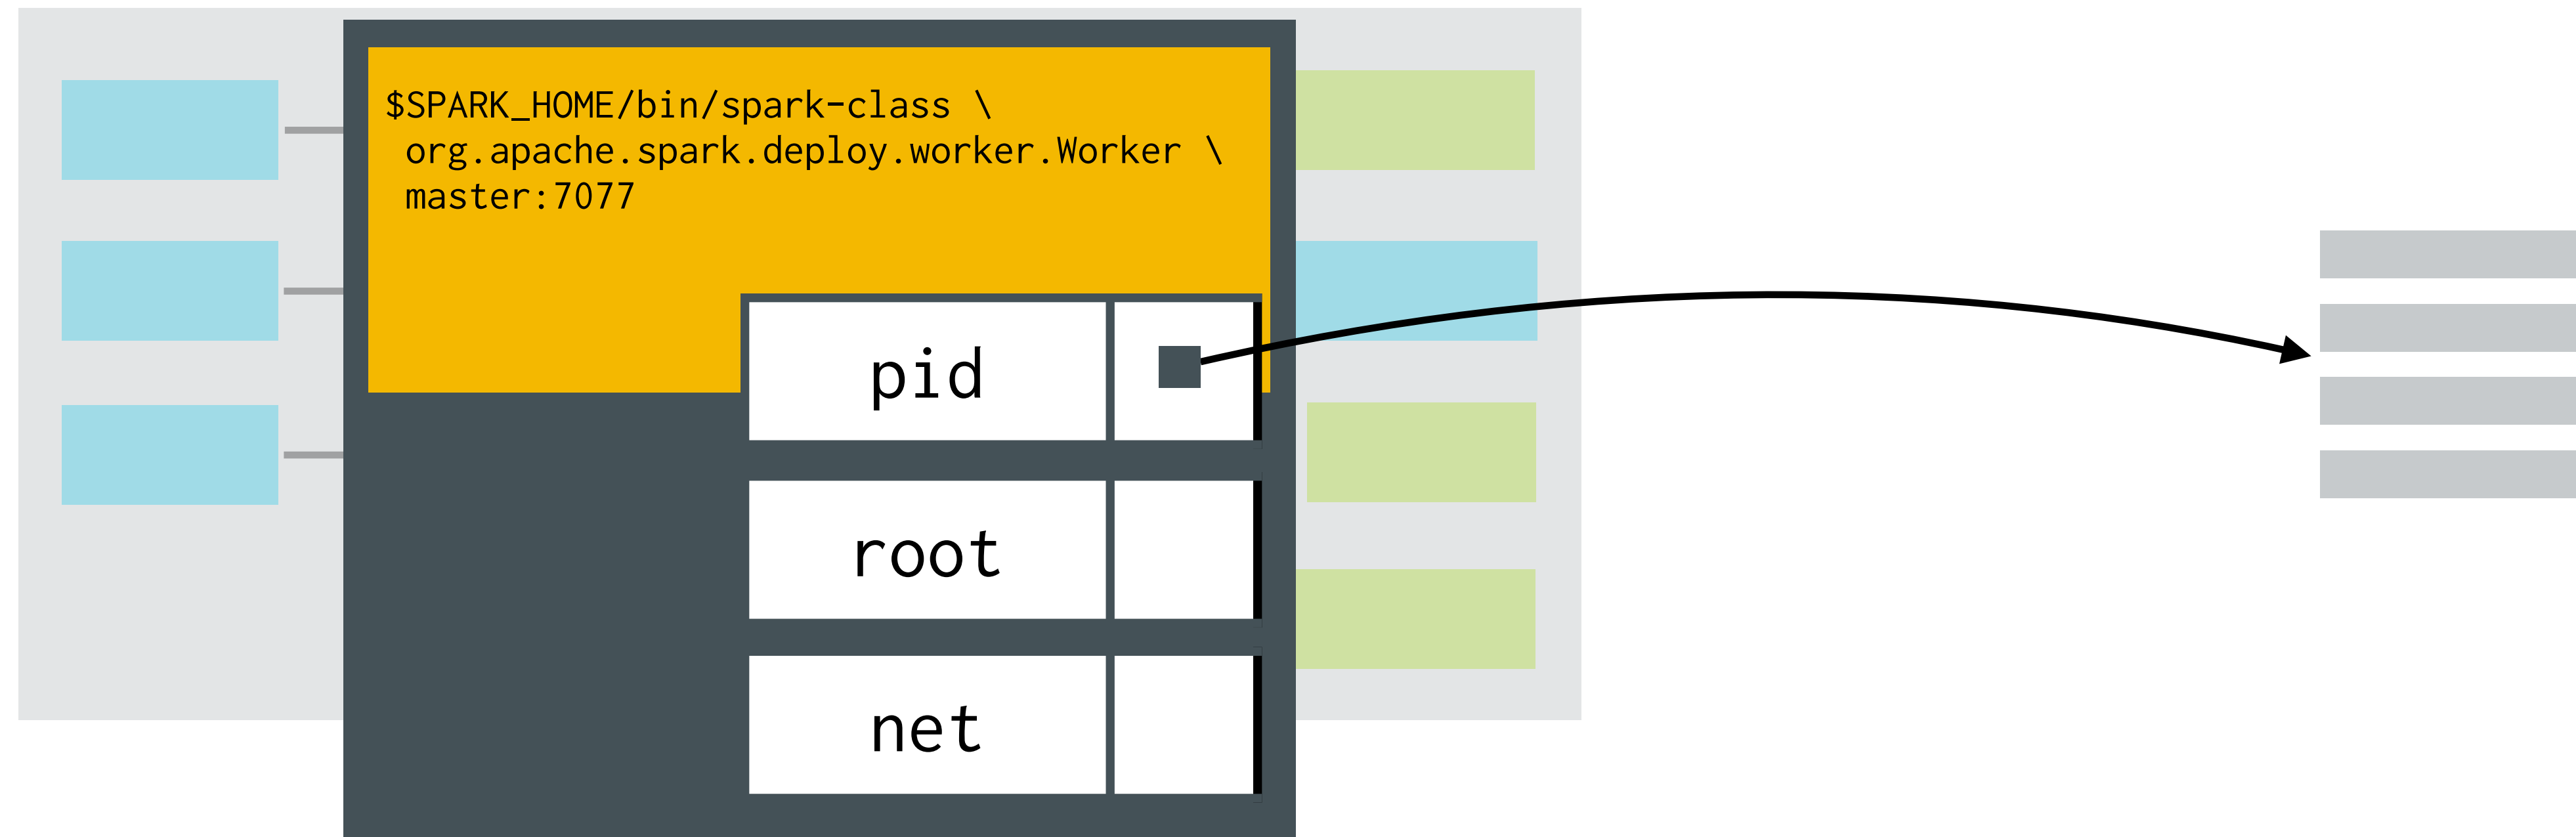 $SPARK_HOME/bin/spark-class \
org.apache.spark.deploy.worker.Worker \
master:7077
pid
root
net